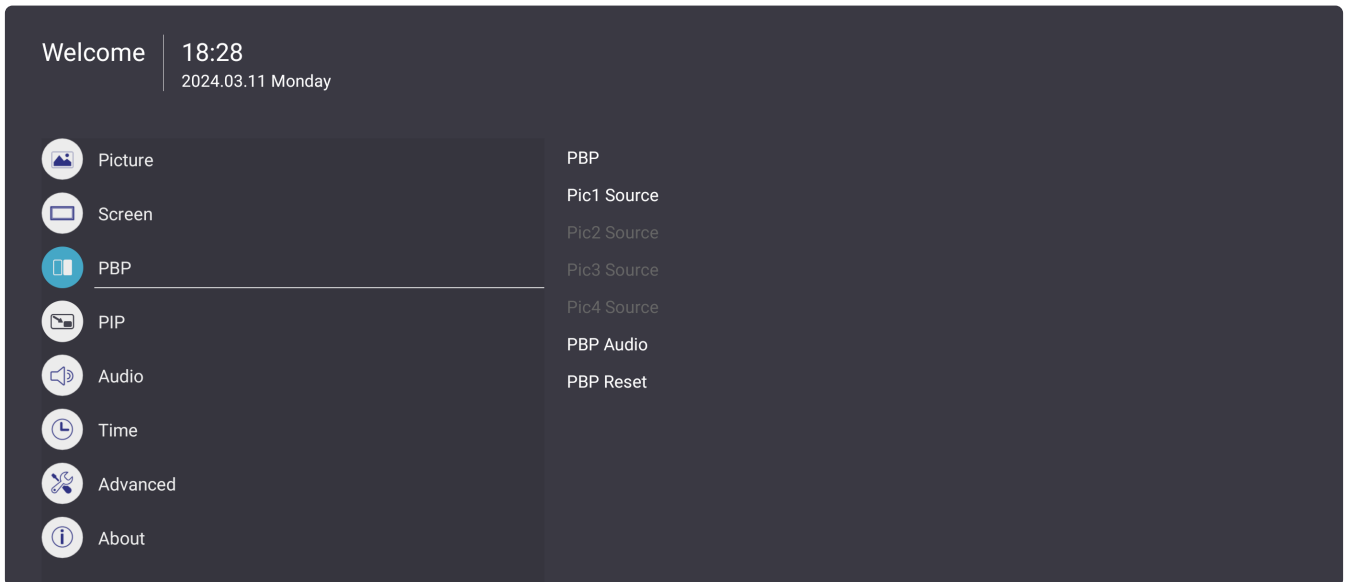 Welcome
18:28
2024.03.11 Monday
Picture
Screen
PBP
PIP
Audio
Time
Advanced
About
PBP
Pic1 Source
Pic2 Source
Pic3 Source
Pic4 Source
PBP Audio
PBP Reset